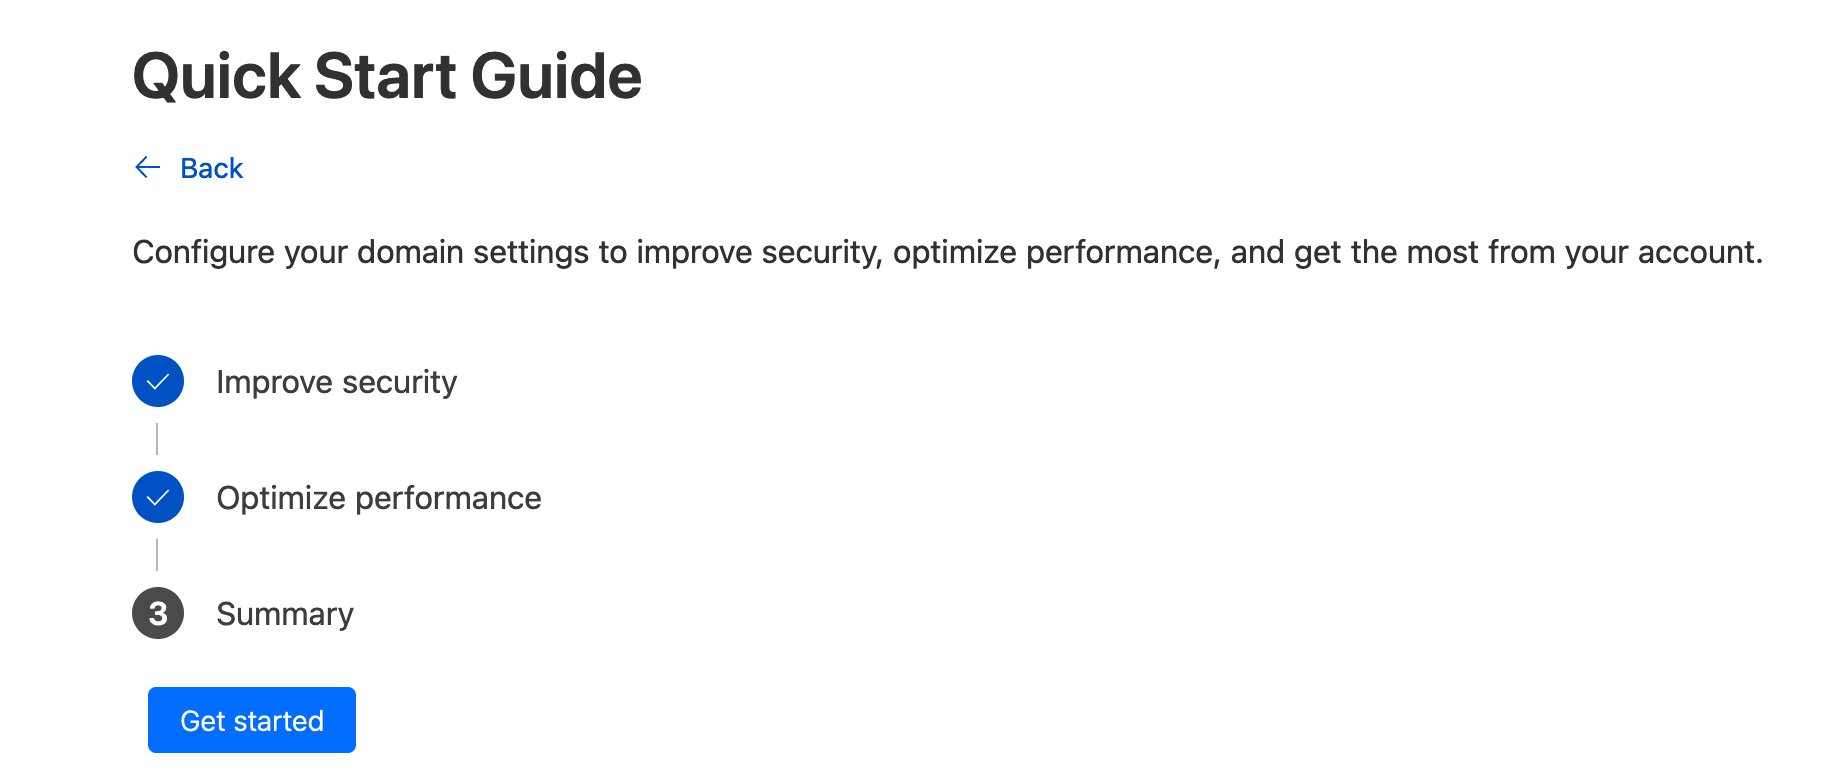 Quick Start Guide
← Back
Configure your domain settings to improve security, optimize performance, and get the most from your account.
Improve security
Optimize performance
3 Summary
Get started